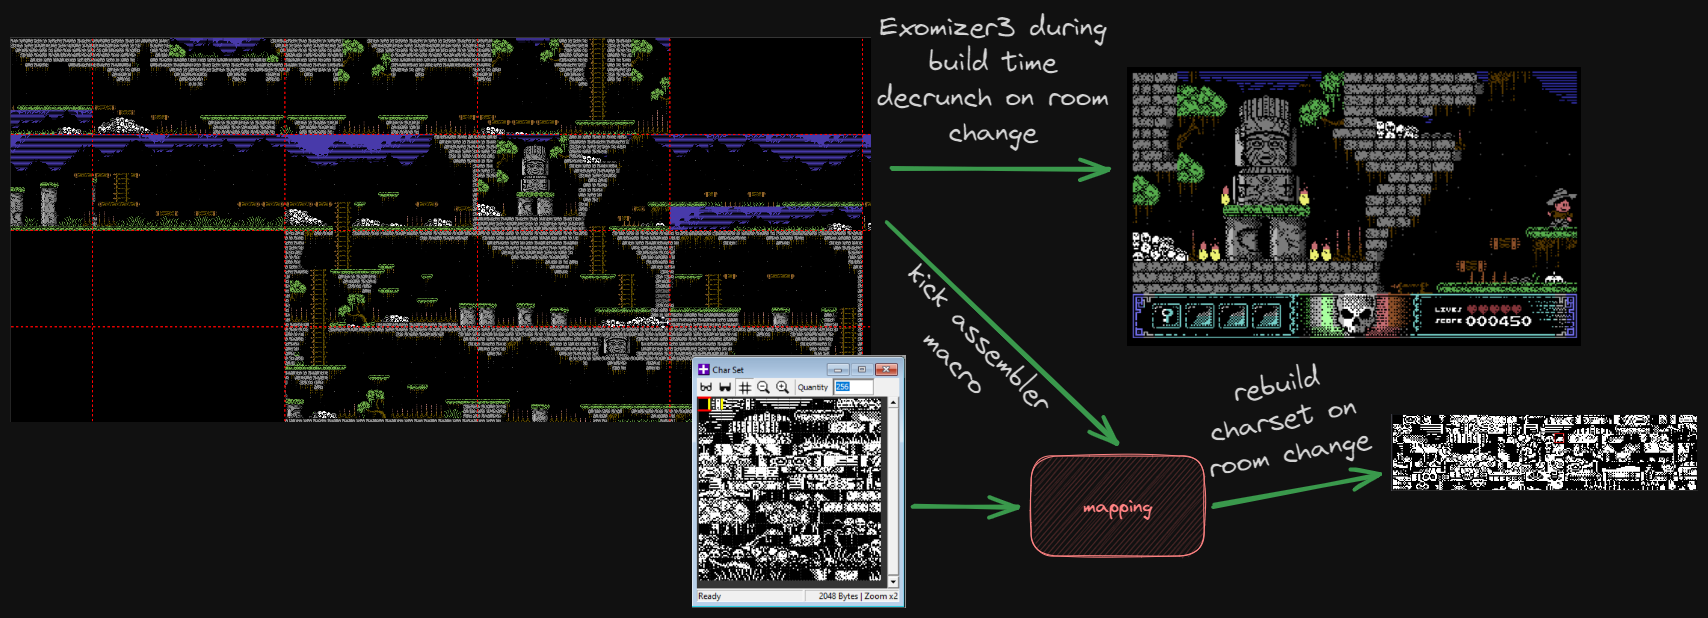 Exomizer3 during
build time
decrunch on room
change
kick assembler
macro
Char Set
Quantity 256
Ready
2048 Bytes | Zoom x2
mapping
rebuild
charset on
room change
?
LIVES
SCORE 000450